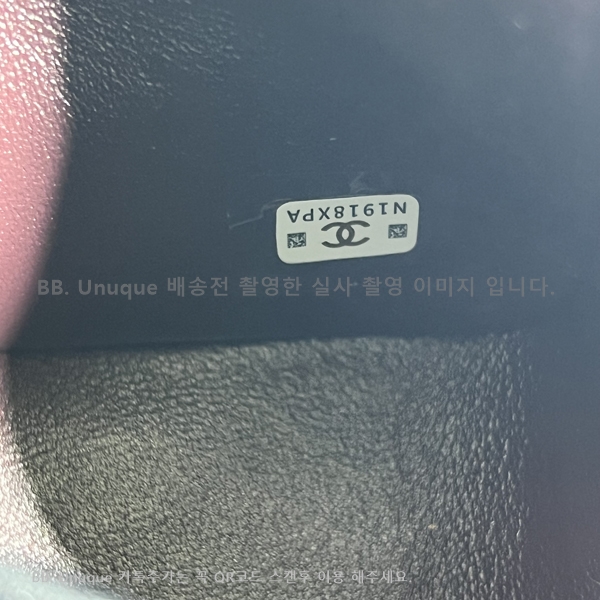 N1918XPA
BB. Unuque 배송전 촬영한 실사 촬영 이미지 입니다.
BB. Unuque 카톡추가는 꼭 QR코드 스캔후 이용 해주세요.